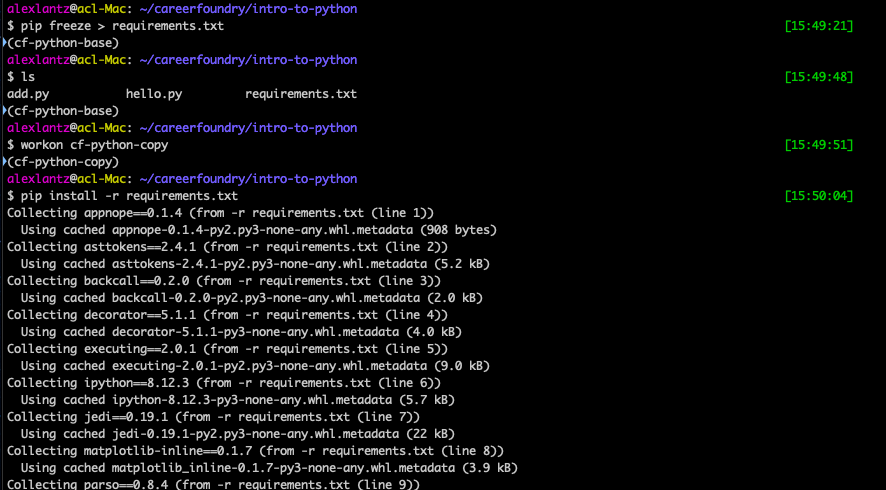 alexlantz@acl-Mac: ~/careerfoundry/intro-to-python
$ pip freeze > requirements.txt [15:49:21]
(cf-python-base)
alexlantz@acl-Mac: ~/careerfoundry/intro-to-python
$ ls [15:49:48]
add.py hello.py requirements.txt
(cf-python-base)
alexlantz@acl-Mac: ~/careerfoundry/intro-to-python
$ workon cf-python-copy [15:49:51]
(cf-python-copy)
alexlantz@acl-Mac: ~/careerfoundry/intro-to-python
$ pip install -r requirements.txt [15:50:04]
Collecting appnope==0.1.4 (from -r requirements.txt (line 1))
Using cached appnope-0.1.4-py2.py3-none-any.whl.metadata (908 bytes)
Collecting asttokens==2.4.1 (from -r requirements.txt (line 2))
Using cached asttokens-2.4.1-py2.py3-none-any.whl.metadata (5.2 kB)
Collecting backcall==0.2.0 (from -r requirements.txt (line 3))
Using cached backcall-0.2.0-py2.py3-none-any.whl.metadata (2.0 kB)
Collecting decorator==5.1.1 (from -r requirements.txt (line 4))
Using cached decorator-5.1.1-py3-none-any.whl.metadata (4.0 kB)
Collecting executing==2.0.1 (from -r requirements.txt (line 5))
Using cached executing-2.0.1-py2.py3-none-any.whl.metadata (9.0 kB)
Collecting ipython==8.12.3 (from -r requirements.txt (line 6))
Using cached ipython-8.12.3-py3-none-any.whl.metadata (5.7 kB)
Collecting jedi==0.19.1 (from -r requirements.txt (line 7))
Using cached jedi-0.19.1-py2.py3-none-any.whl.metadata (22 kB)
Collecting matplotlib-inline==0.1.7 (from -r requirements.txt (line 8))
Using cached matplotlib_inline-0.1.7-py3-none-any.whl.metadata (3.9 kB)
Collecting parso==0.8.4 (from -r requirements.txt (line 9))